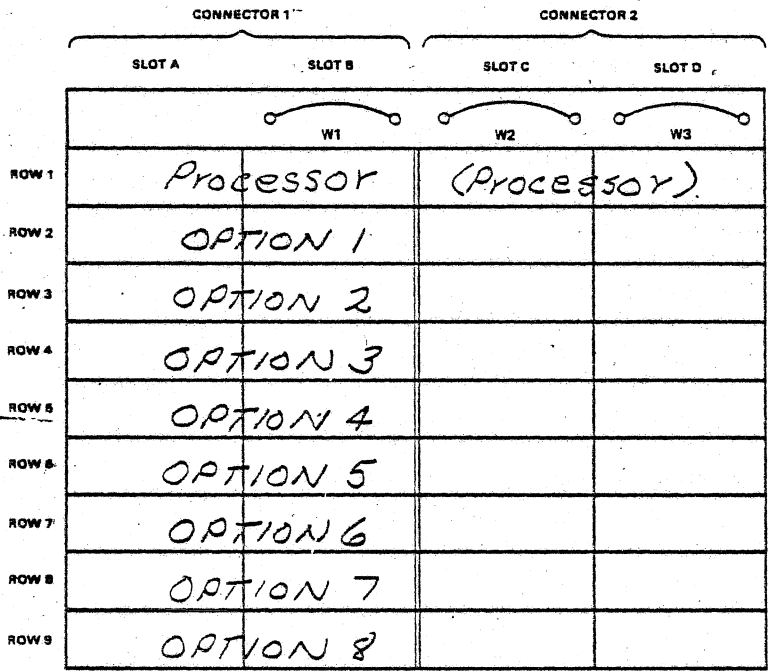 CONNECTOR 1 CONNECTOR 2
SLOT A SLOT B SLOT C SLOT D
W1 W2 W3
ROW 1 Processor (Processor)
ROW 2 OPTION 1
ROW 3 OPTION 2
ROW 4 OPTION 3
ROW 5 OPTION 4
ROW 6 OPTION 5
ROW 7 OPTION 6
ROW 8 OPTION 7
ROW 9 OPTION 8